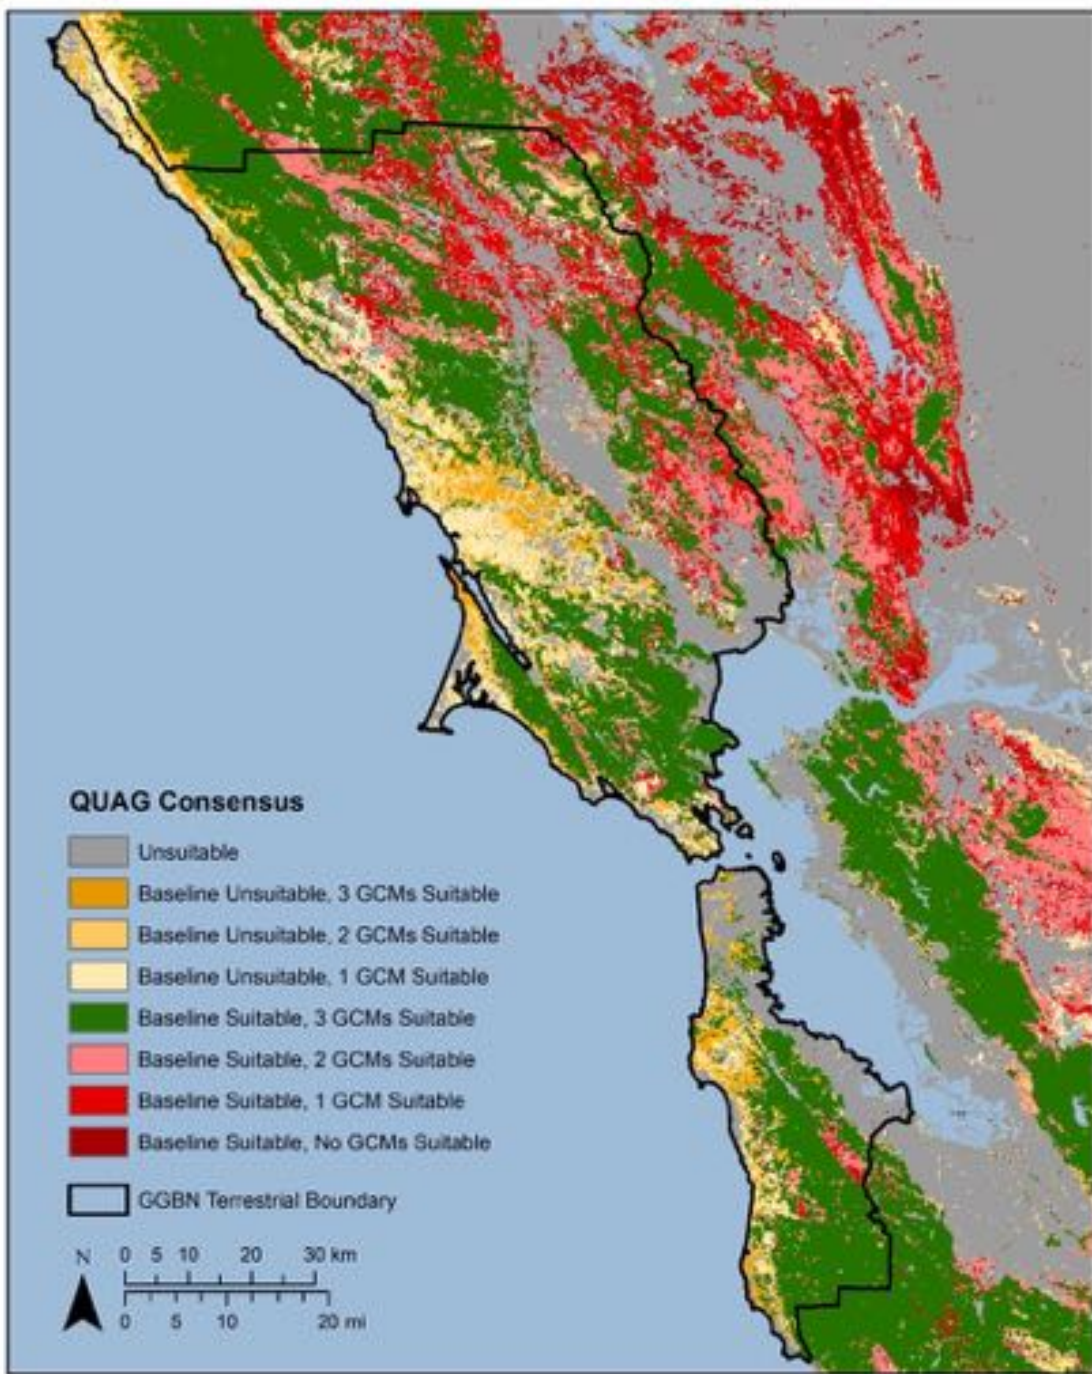 QUAG Consensus
Unsuitable
Baseline Unsuitable, 3 GCMs Suitable
Baseline Unsuitable, 2 GCMs Suitable
Baseline Unsuitable, 1 GCM Suitable
Baseline Suitable, 3 GCMs Suitable
Baseline Suitable, 2 GCMs Suitable
Baseline Suitable, 1 GCM Suitable
Baseline Suitable, No GCMs Suitable
GGBN Terrestrial Boundary
N 0 5 10 20 30 km
0 5 10 20 mi